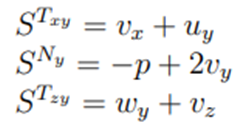 S^{T_{xy}} = v_x + u_y
S^{N_y} = -p + 2v_y
S^{T_{zy}} = w_y + v_z